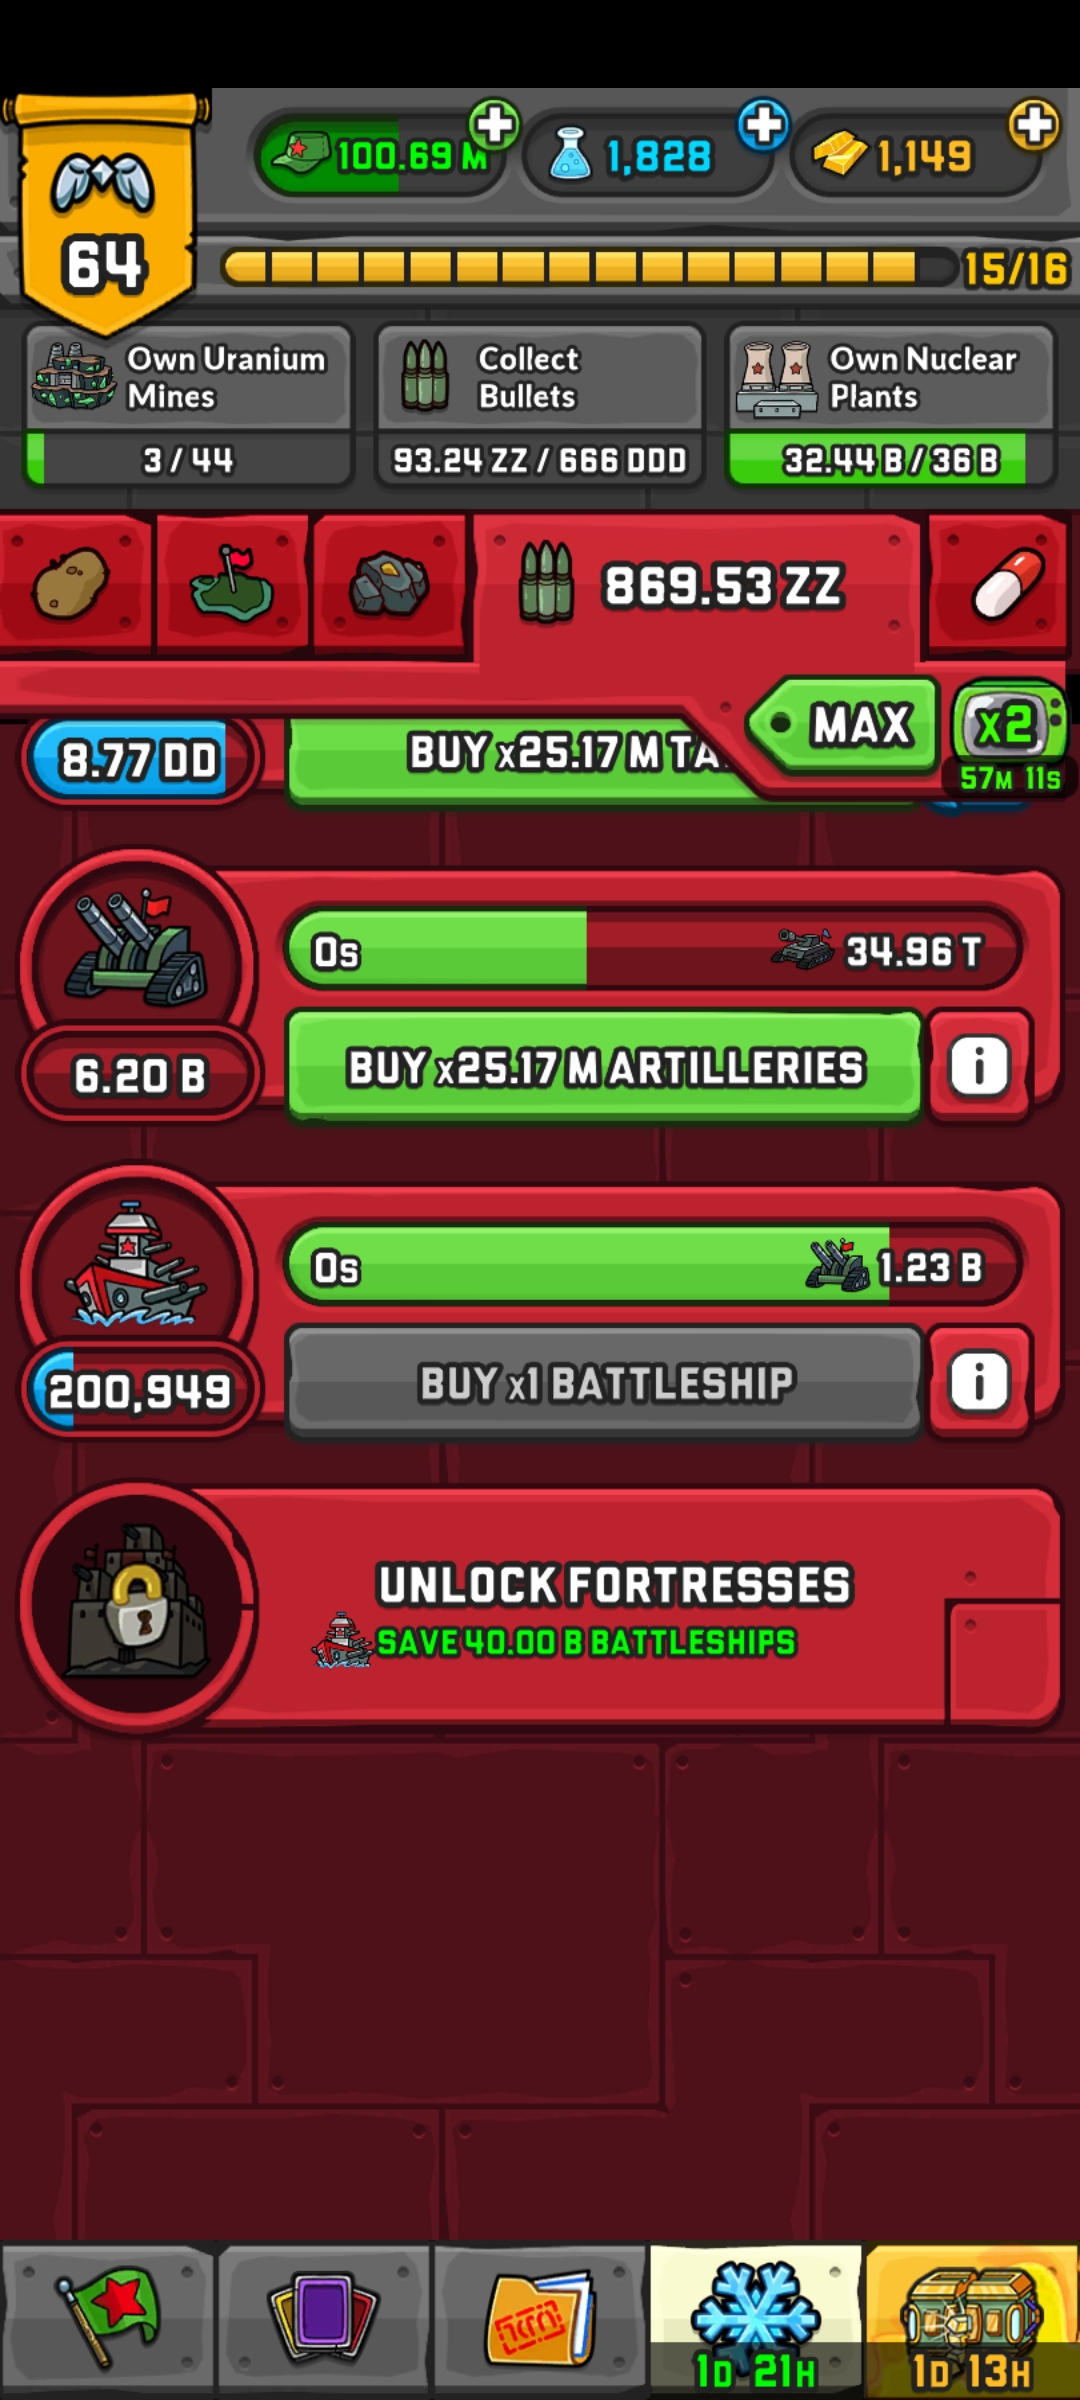 100.69 M
1,828
1,149
64
15/16
Own Uranium
Mines
3 / 44
Collect
Bullets
93.24 ZZ / 666 DDD
Own Nuclear
Plants
32.44 B / 36 B
869.53 ZZ
MAX
x2
57M 11S
8.77 DD
BUY x25.17 M
0s
34.96 T
6.20 B
BUY x25.17 M ARTILLERIES
i
0s
1.23 B
200,949
BUY x1 BATTLESHIP
i
UNLOCK FORTRESSES
SAVE 40.00 B BATTLESHIPS
1D 21H
1D 13H